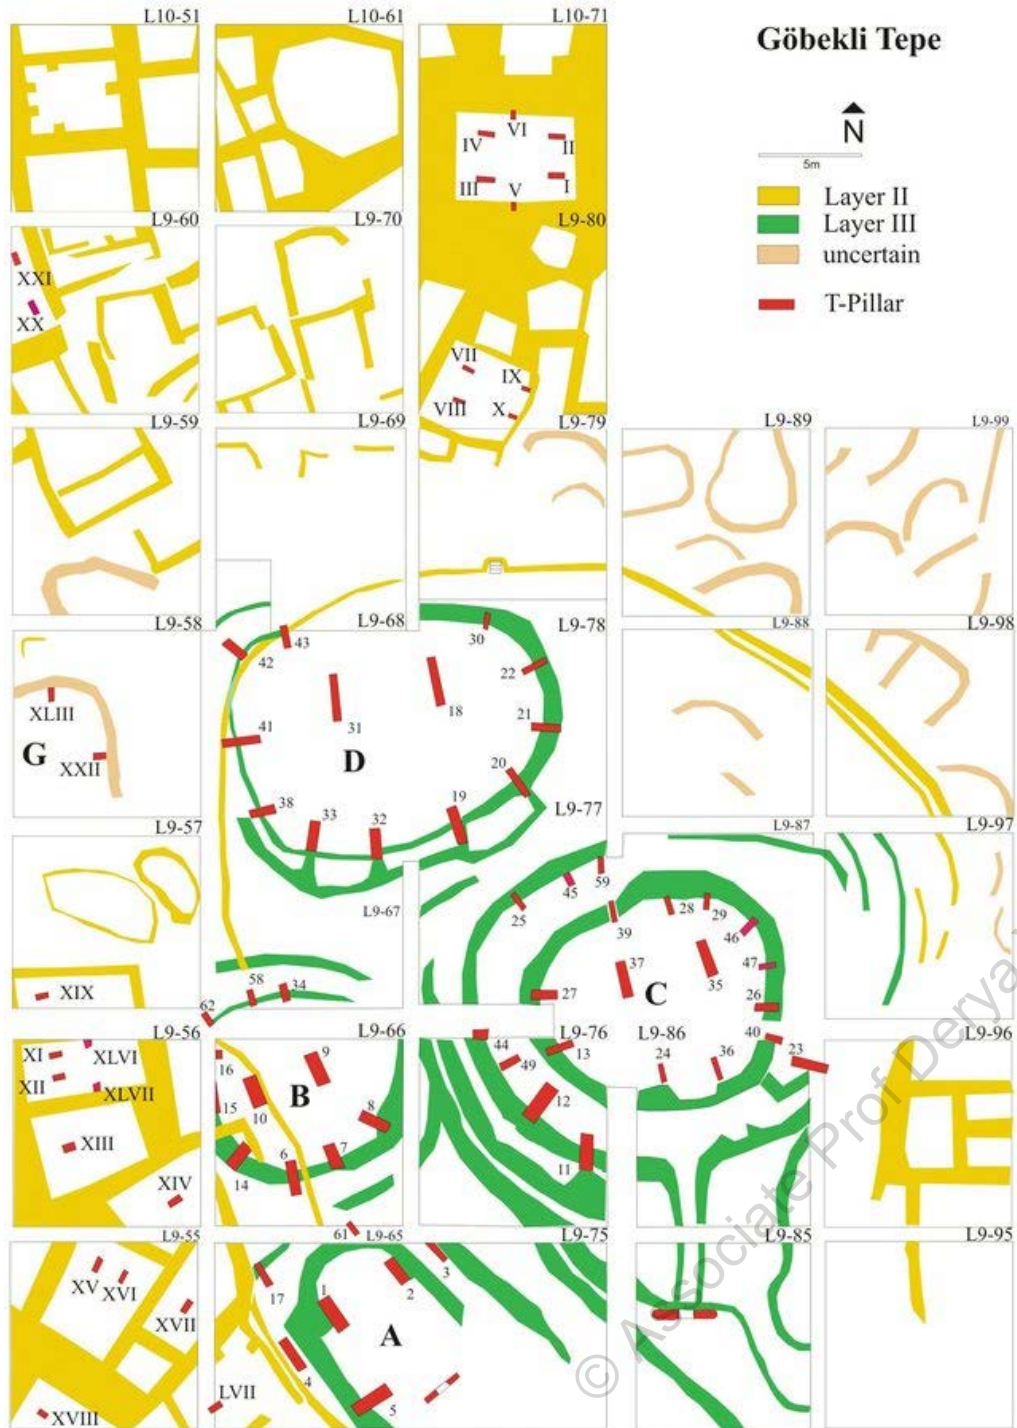 L10-51
L10-61
L10-71
Göbekli Tepe
N
5m
Layer II
Layer III
uncertain
T-Pillar
VI
IV
II
III
V
I
L9-60
L9-70
L9-80
XXI
XX
VII
IX
VIII
X
L9-59
L9-69
L9-79
L9-89
L9-99
L9-58
L9-68
L9-78
L9-88
L9-98
43
42
30
22
XLIII
31
18
21
41
G
XXII
D
20
38
33
32
19
L9-57
L9-77
L9-87
L9-97
59
45
25
28
29
L9-67
39
46
37
35
47
XIX
58
34
27
C
26
62
L9-56
L9-66
L9-76
L9-86
L9-96
40
44
13
XI
XLVI
16
9
49
24
36
23
XII
XLVII
10
B
12
15
8
XIII
14
6
7
11
XIV
61
L9-55
L9-65
L9-75
L9-85
L9-95
3
17
1
2
XV
XVI
XVII
A
4
LVII
5
XVIII
© Associate Prof Derya